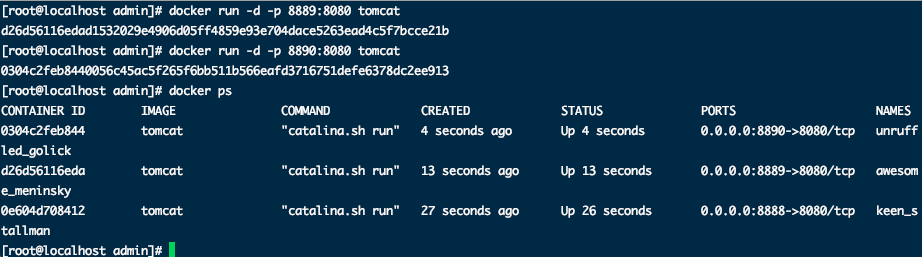 [root@localhost admin]# docker run -d -p 8889:8080 tomcat
d26d56116edad1532029e4906d05ff4859e93e704dace5263ead4c5f7bcce21b
[root@localhost admin]# docker run -d -p 8890:8080 tomcat
0304c2feb8440056c45ac5f265f6bb511b566eafd3716751defe6378dc2ee913
[root@localhost admin]# docker ps
CONTAINER ID        IMAGE               COMMAND             CREATED             STATUS              PORTS                    NAMES
0304c2feb844        tomcat              "catalina.sh run"   4 seconds ago       Up 4 seconds        0.0.0.0:8890->8080/tcp   unruff
led_golick
d26d56116eda        tomcat              "catalina.sh run"   13 seconds ago      Up 13 seconds       0.0.0.0:8889->8080/tcp   awesom
e_meninsky
0e604d708412        tomcat              "catalina.sh run"   27 seconds ago      Up 26 seconds       0.0.0.0:8888->8080/tcp   keen_s
tallman
[root@localhost admin]#